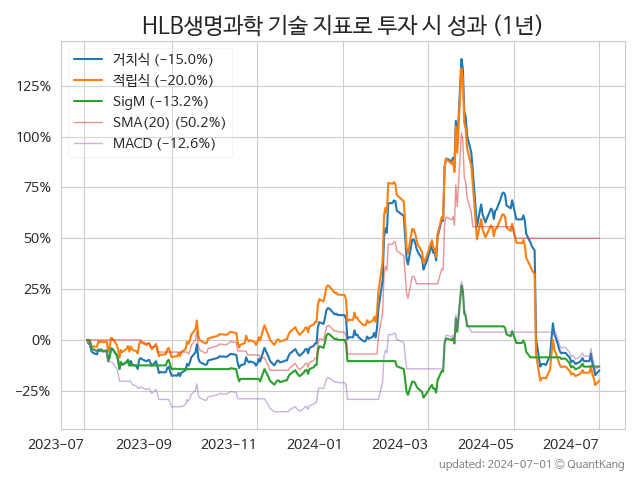 HLB생명과학 기술 지표로 투자 시 성과 (1년)
거치식 (-15.0%)
적립식 (-20.0%)
SigM (-13.2%)
SMA(20) (50.2%)
MACD (-12.6%)
125%
100%
75%
50%
25%
0%
-25%
2023-07 2023-09 2023-11 2024-01 2024-03 2024-05 2024-07
updated: 2024-07-01 © QuantKang